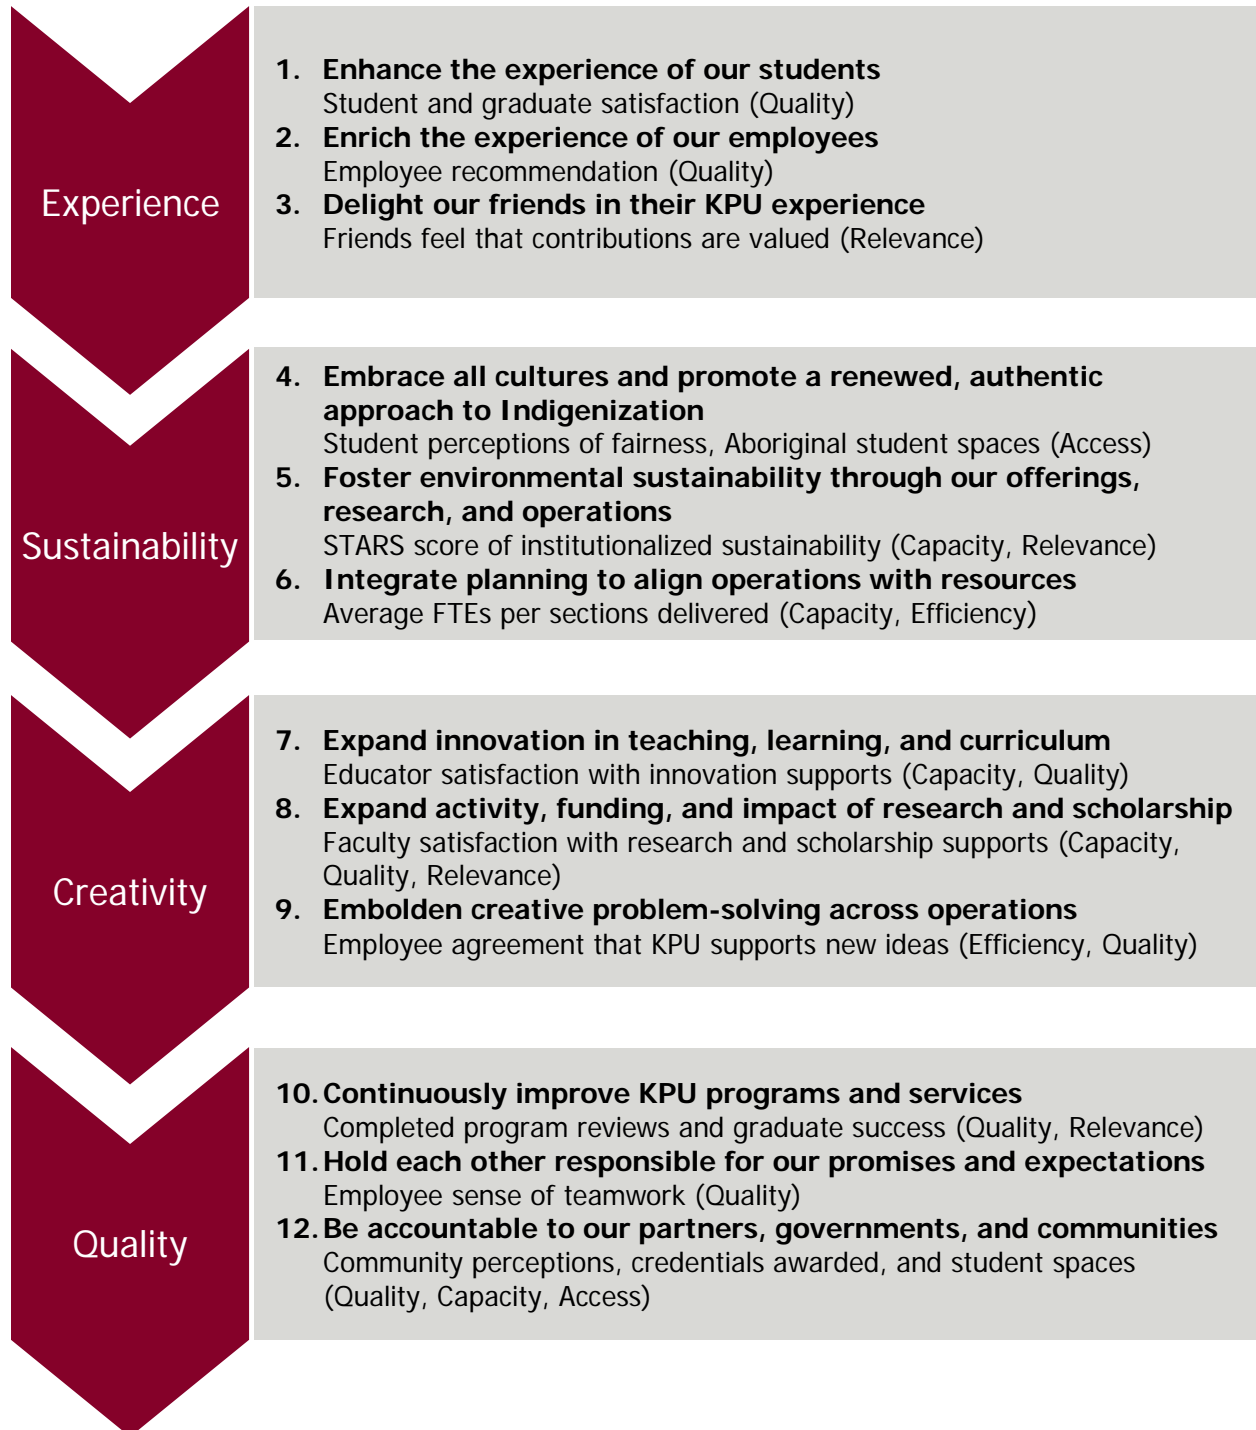 Experience
1. Enhance the experience of our students
Student and graduate satisfaction (Quality)
2. Enrich the experience of our employees
Employee recommendation (Quality)
3. Delight our friends in their KPU experience
Friends feel that contributions are valued (Relevance)
Sustainability
4. Embrace all cultures and promote a renewed, authentic
approach to Indigenization
Student perceptions of fairness, Aboriginal student spaces (Access)
5. Foster environmental sustainability through our offerings,
research, and operations
STARS score of institutionalized sustainability (Capacity, Relevance)
6. Integrate planning to align operations with resources
Average FTEs per sections delivered (Capacity, Efficiency)
Creativity
7. Expand innovation in teaching, learning, and curriculum
Educator satisfaction with innovation supports (Capacity, Quality)
8. Expand activity, funding, and impact of research and scholarship
Faculty satisfaction with research and scholarship supports (Capacity,
Quality, Relevance)
9. Embolden creative problem-solving across operations
Employee agreement that KPU supports new ideas (Efficiency, Quality)
Quality
10. Continuously improve KPU programs and services
Completed program reviews and graduate success (Quality, Relevance)
11. Hold each other responsible for our promises and expectations
Employee sense of teamwork (Quality)
12. Be accountable to our partners, governments, and communities
Community perceptions, credentials awarded, and student spaces
(Quality, Capacity, Access)